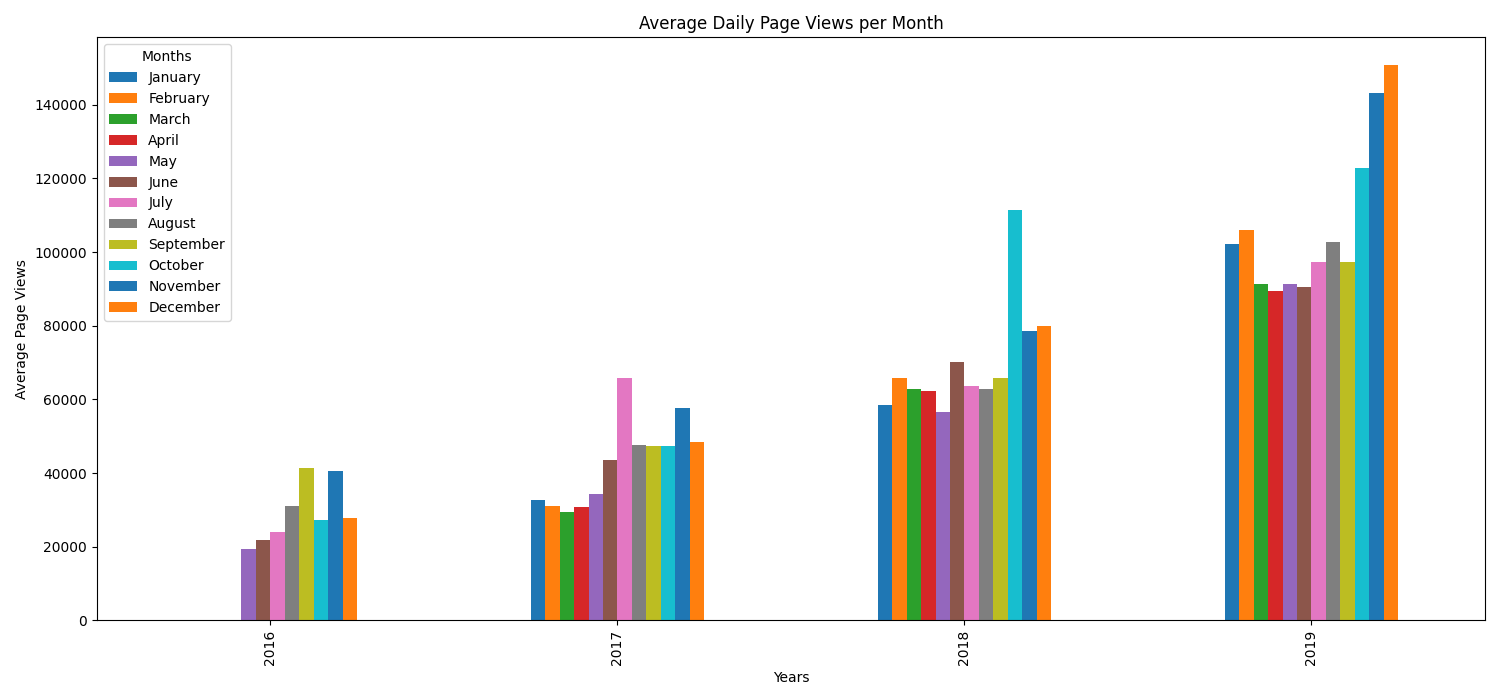 Average Daily Page Views per Month
Months
January
February
March
April
May
June
July
August
September
October
November
December
Average Page Views
140000
120000
100000
80000
60000
40000
20000
0
2016
2017
2018
2019
Years